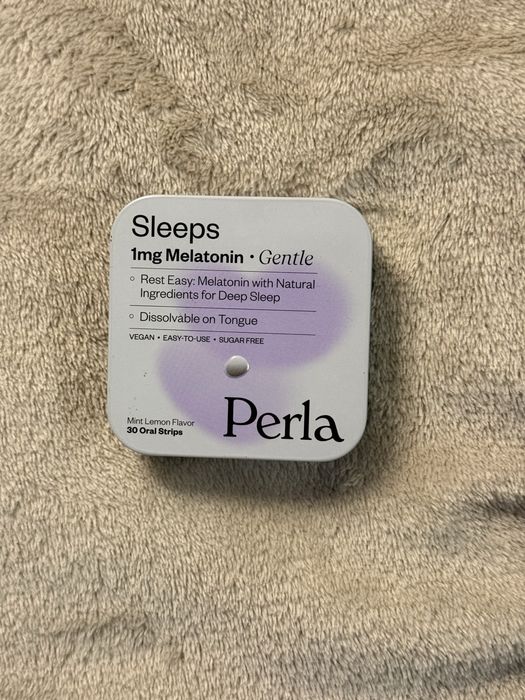 Sleeps
1mg Melatonin • Gentle
Rest Easy: Melatonin with Natural
Ingredients for Deep Sleep
Dissolvable on Tongue
VEGAN • EASY-TO-USE • SUGAR FREE
Mint Lemon Flavor
30 Oral Strips
Perla